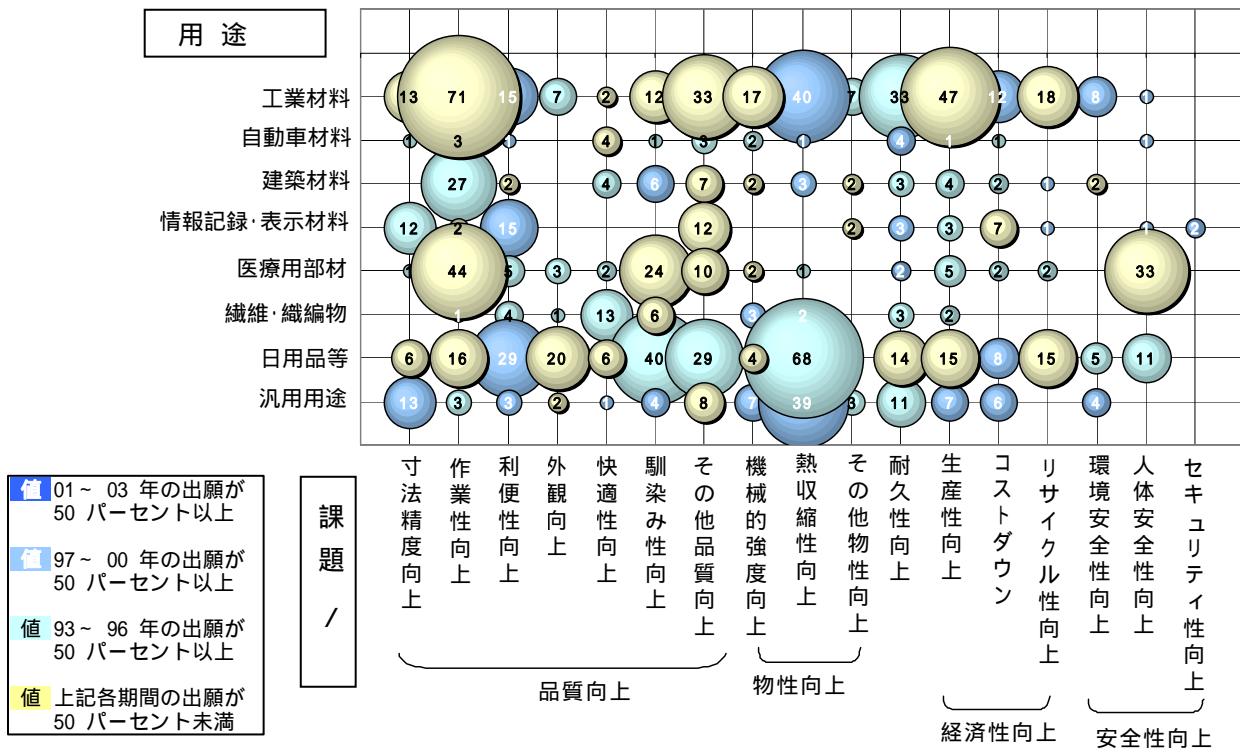 用 途
工業材料 13 71 15 7 2 12 33 17 40 7 33 47 12 18 8 1
自動車材料 1 3 1 4 1 3 2 1 4 1 1 1
建築材料 27 2 4 6 7 2 3 2 3 4 2 1 2
情報記録・表示材料 12 2 15 12 2 3 3 7 1 1 2
医療用部材 1 44 5 3 2 24 10 2 1 2 5 2 2 33
繊維・織編物 1 4 1 13 6 3 2 3 2
日用品等 6 16 29 20 6 40 29 4 68 14 15 8 15 5 11
汎用用途 13 3 3 2 1 4 8 7 39 3 11 7 6 4
値 01~ 03 年の出願が
50 パーセント以上
値 97~ 00 年の出願が
50 パーセント以上
値 93~ 96 年の出願が
50 パーセント以上
値 上記各期間の出願が
50 パーセント未満
課題/
寸法精度向上
作業性向上
利便性向上
外観向上
快適性向上
馴染み性向上
その他品質向上
機械的強度向上
熱収縮性向上
その他物性向上
耐久性向上
生産性向上
コストダウン
リサイクル性向上
環境安全性向上
人体安全性向上
セキュリティ性向上
品質向上
物性向上
経済性向上
安全性向上